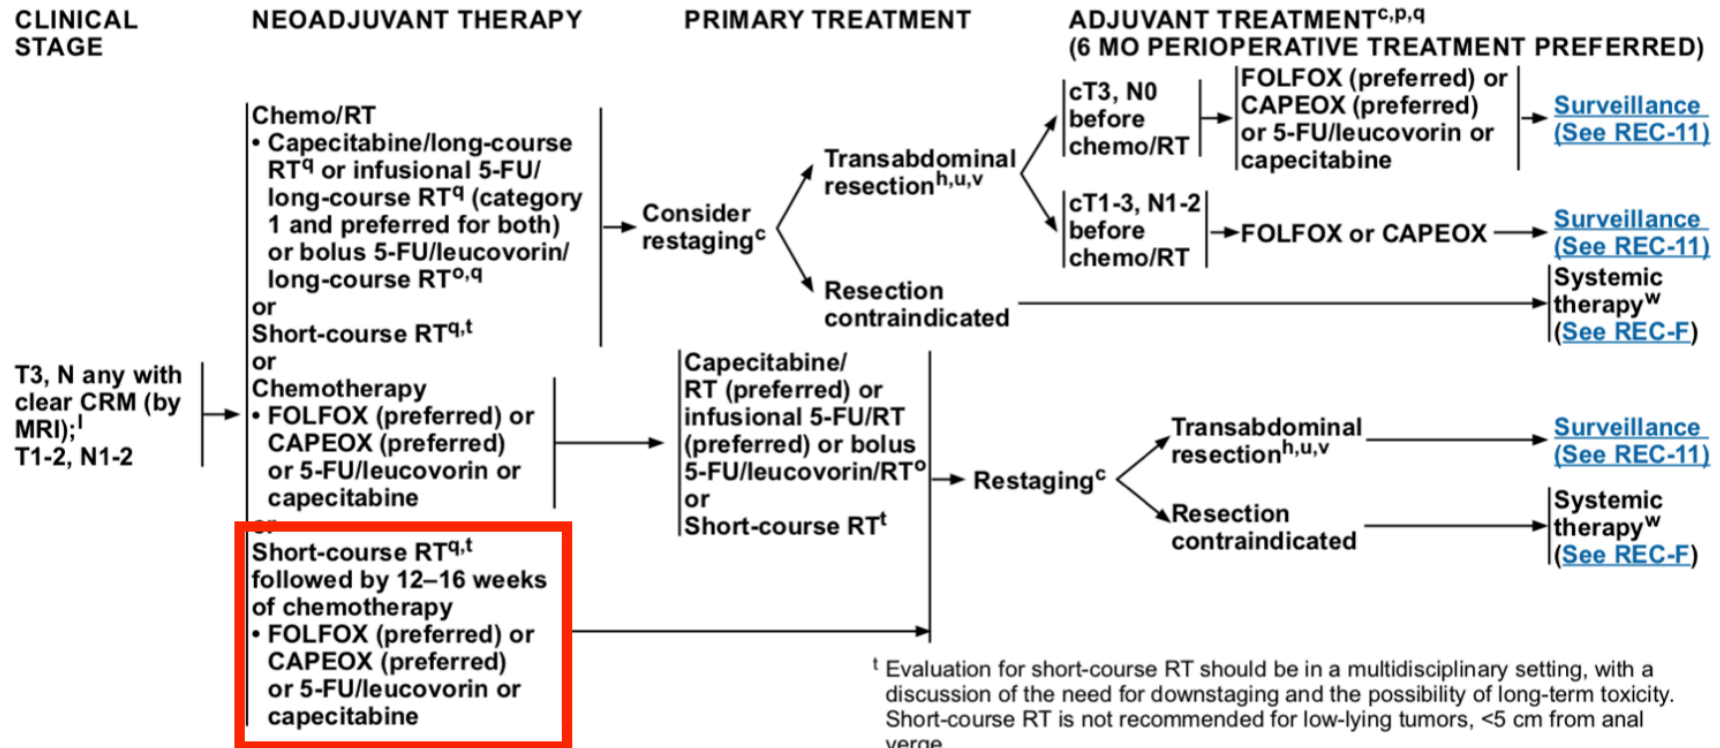 CLINICAL
STAGE
NEOADJUVANT THERAPY
PRIMARY TREATMENT
ADJUVANT TREATMENTc,p,q
(6 MO PERIOPERATIVE TREATMENT PREFERRED)
T3, N any with
clear CRM (by
MRI);l
T1-2, N1-2
Chemo/RT
• Capecitabine/long-course
RTq or infusional 5-FU/
long-course RTq (category
1 and preferred for both)
or bolus 5-FU/leucovorin/
long-course RTo,q
or
Short-course RTq,t
or
Chemotherapy
• FOLFOX (preferred) or
CAPEOX (preferred)
or 5-FU/leucovorin or
capecitabine
or
Short-course RTq,t
followed by 12–16 weeks
of chemotherapy
• FOLFOX (preferred) or
CAPEOX (preferred)
or 5-FU/leucovorin or
capecitabine
Consider
restagingc
Transabdominal
resectionh,u,v
Resection
contraindicated
cT3, N0
before
chemo/RT
FOLFOX (preferred) or
CAPEOX (preferred)
or 5-FU/leucovorin or
capecitabine
Surveillance
(See REC-11)
cT1-3, N1-2
before
chemo/RT
FOLFOX or CAPEOX
Surveillance
(See REC-11)
Systemic
therapyw
(See REC-F)
Capecitabine/
RT (preferred) or
infusional 5-FU/RT
(preferred) or bolus
5-FU/leucovorin/RTo
or
Short-course RTt
Restagingc
Transabdominal
resectionh,u,v
Surveillance
(See REC-11)
Resection
contraindicated
Systemic
therapyw
(See REC-F)
t Evaluation for short-course RT should be in a multidisciplinary setting, with a
discussion of the need for downstaging and the possibility of long-term toxicity.
Short-course RT is not recommended for low-lying tumors, <5 cm from anal
verge